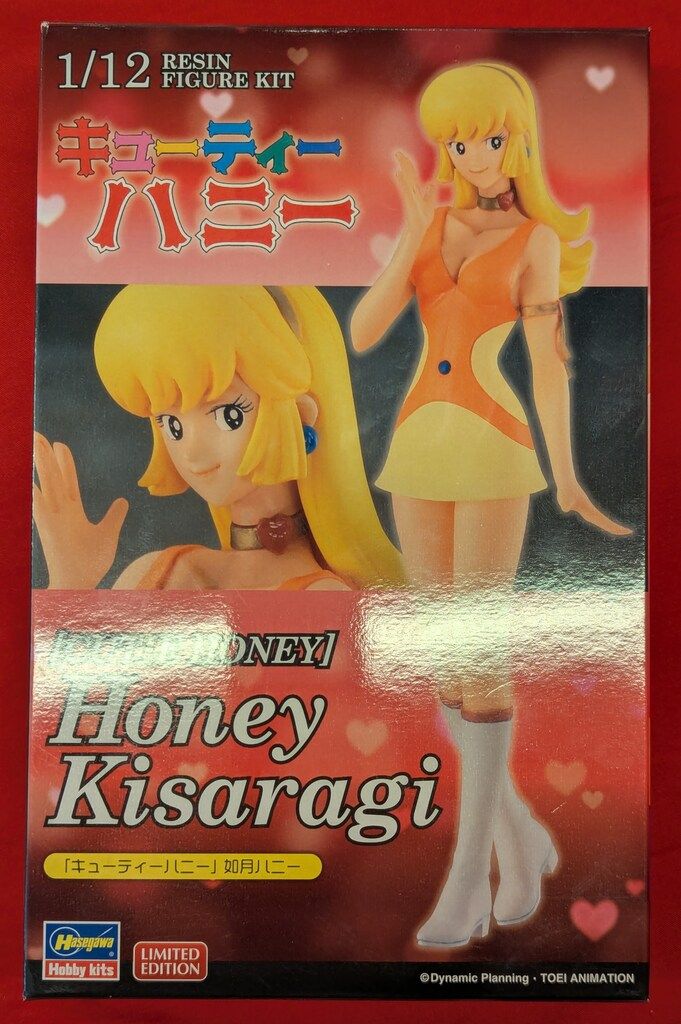 1/12 RESIN
FIGURE KIT
キューティー
ハニー
HONEY]
Honey
Kisaragi
「キューティーハニー」如月ハニー
Hasegawa
Hobby kits
LIMITED
EDITION
©Dynamic Planning・TOEI ANIMATION